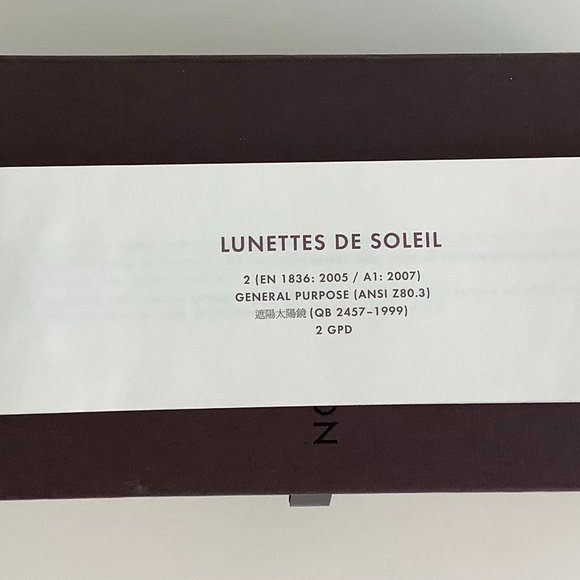 LUNETTES DE SOLEIL
2 (EN 1836: 2005 / A1: 2007)
GENERAL PURPOSE (ANSI Z80.3)
遮陽太陽鏡 (QB 2457-1999)
2 GPD
ON